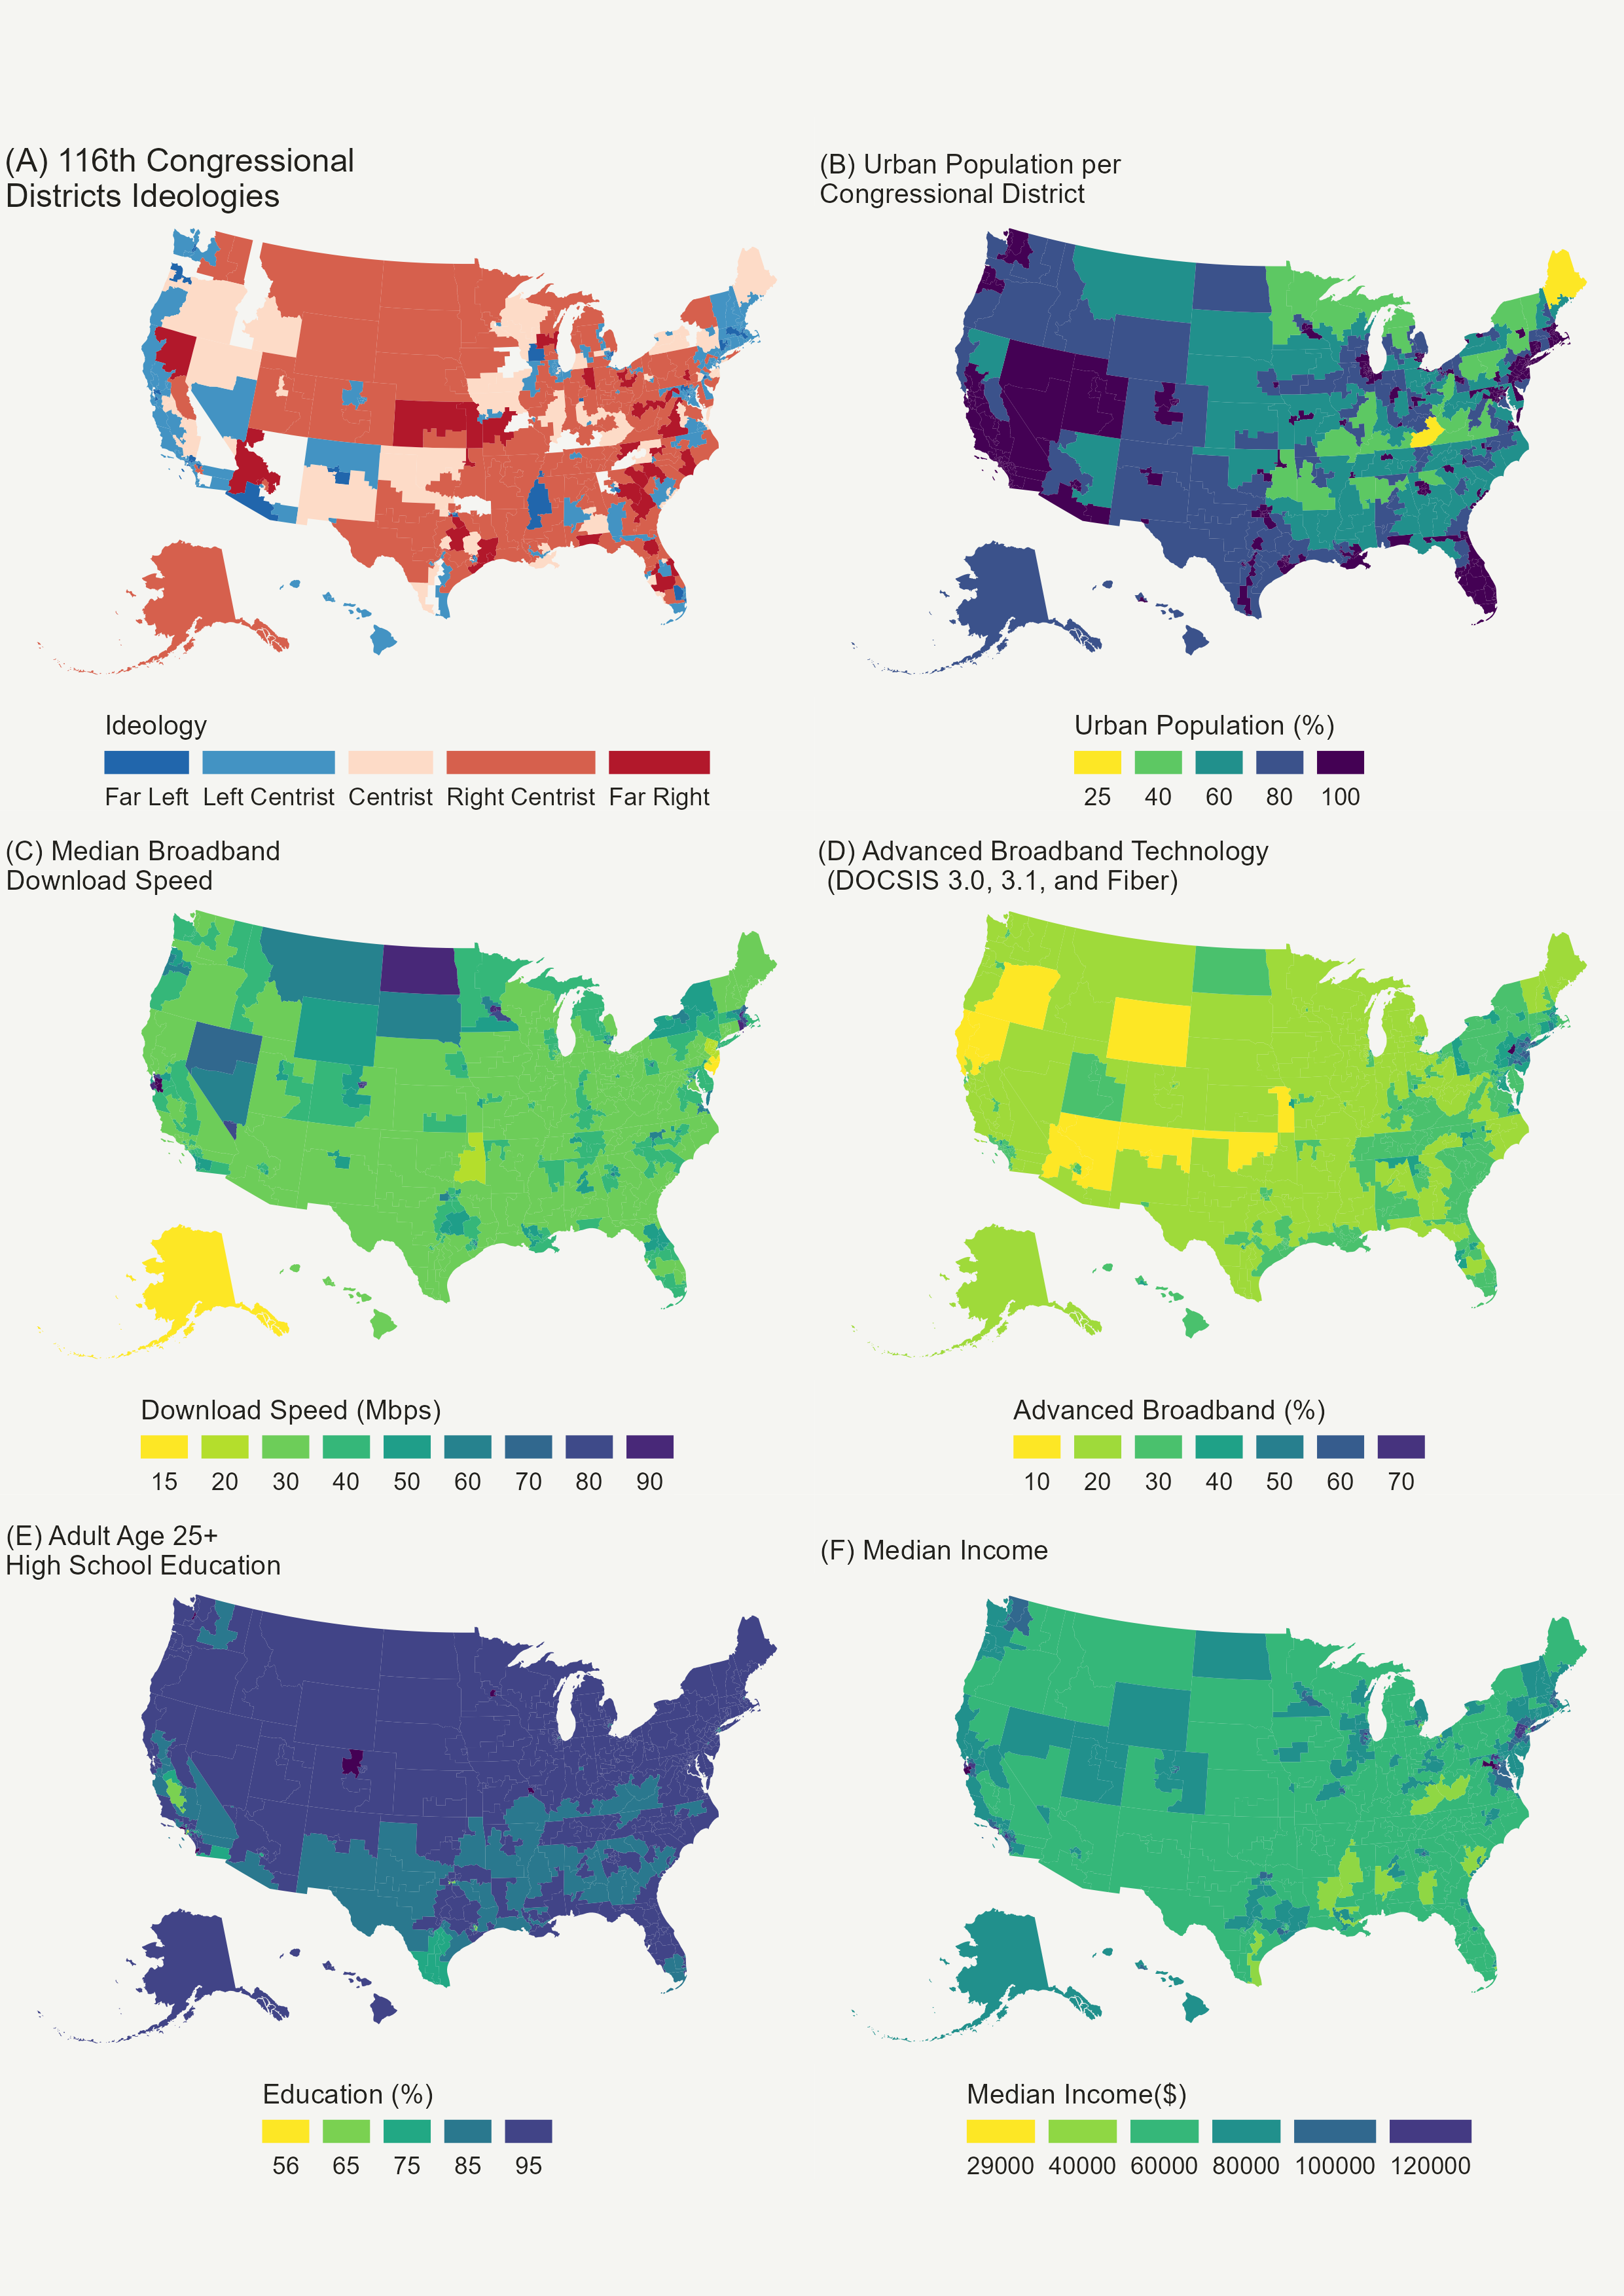 (A) 116th Congressional
Districts Ideologies
(B) Urban Population per
Congressional District
Ideology
Far Left Left Centrist Centrist Right Centrist Far Right
Urban Population (%)
25 40 60 80 100
(C) Median Broadband
Download Speed
(D) Advanced Broadband Technology
(DOCSIS 3.0, 3.1, and Fiber)
Download Speed (Mbps)
15 20 30 40 50 60 70 80 90
Advanced Broadband (%)
10 20 30 40 50 60 70
(E) Adult Age 25+
High School Education
(F) Median Income
Education (%)
56 65 75 85 95
Median Income($)
29000 40000 60000 80000 100000 120000